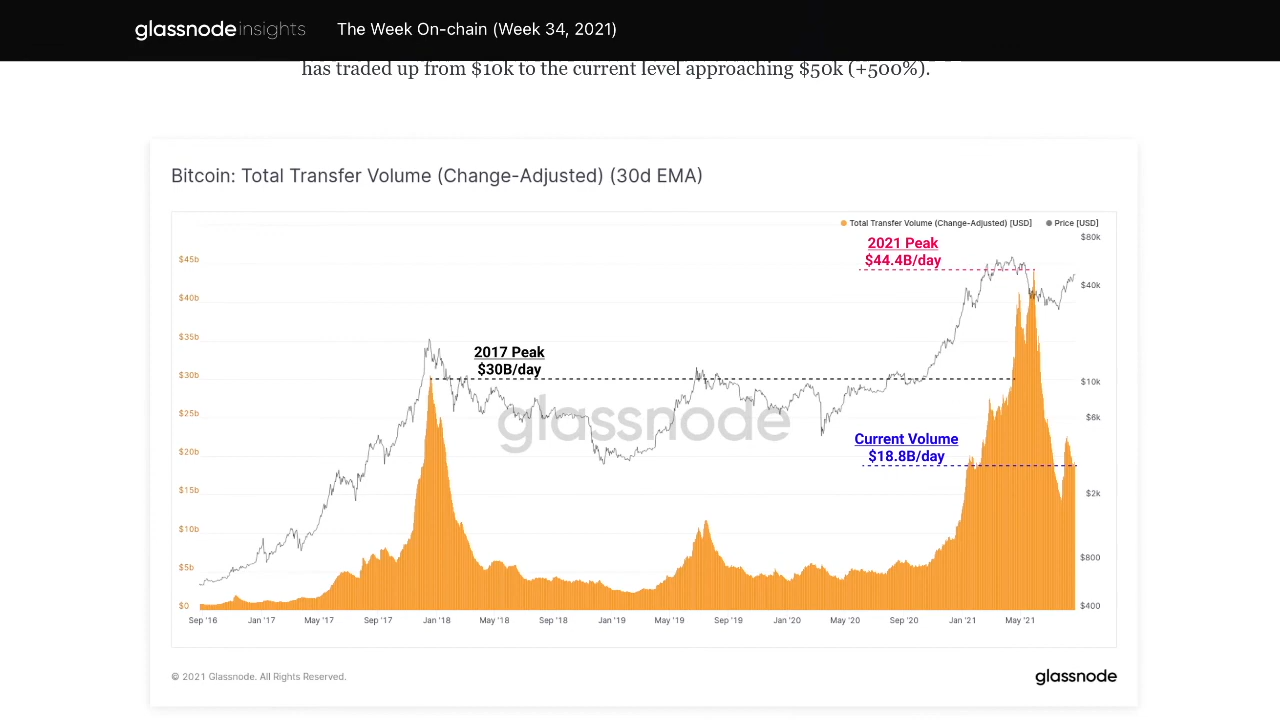 glassnode insights
The Week On-chain (Week 34, 2021)
has traded up from $10k to the current level approaching $50k (+500%).
Bitcoin: Total Transfer Volume (Change-Adjusted) (30d EMA)
Total Transfer Volume (Change-Adjusted) [USD] Price [USD]
2021 Peak
$44.4B/day
$80k
$45b
$40k
$40b
$35b
2017 Peak
$30B/day
$30b
$10k
$25b
$6k
glassnode
Current Volume
$18.8B/day
$20b
$15b
$2k
$10b
$5b
$800
$0
$400
Sep '16 Jan '17 May '17 Sep '17 Jan '18 May '18 Sep '18 Jan '19 May '19 Sep '19 Jan '20 May '20 Sep '20 Jan '21 May '21
© 2021 Glassnode. All Rights Reserved.
glassnode